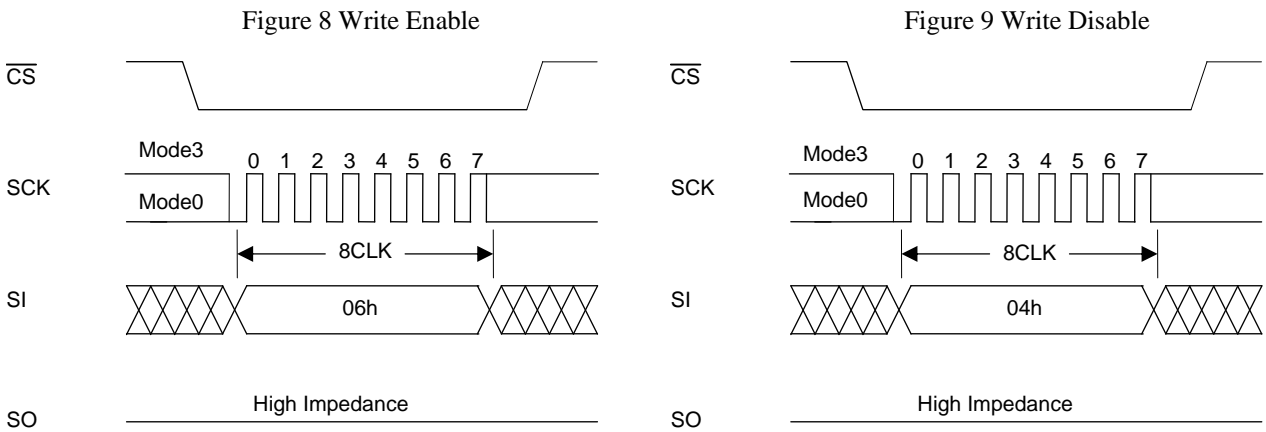 Figure 8 Write Enable
CS
Mode3
0 1 2 3 4 5 6 7
SCK
Mode0
8CLK
SI
06h
High Impedance
SO
Figure 9 Write Disable
CS
Mode3
0 1 2 3 4 5 6 7
SCK
Mode0
8CLK
SI
04h
High Impedance
SO